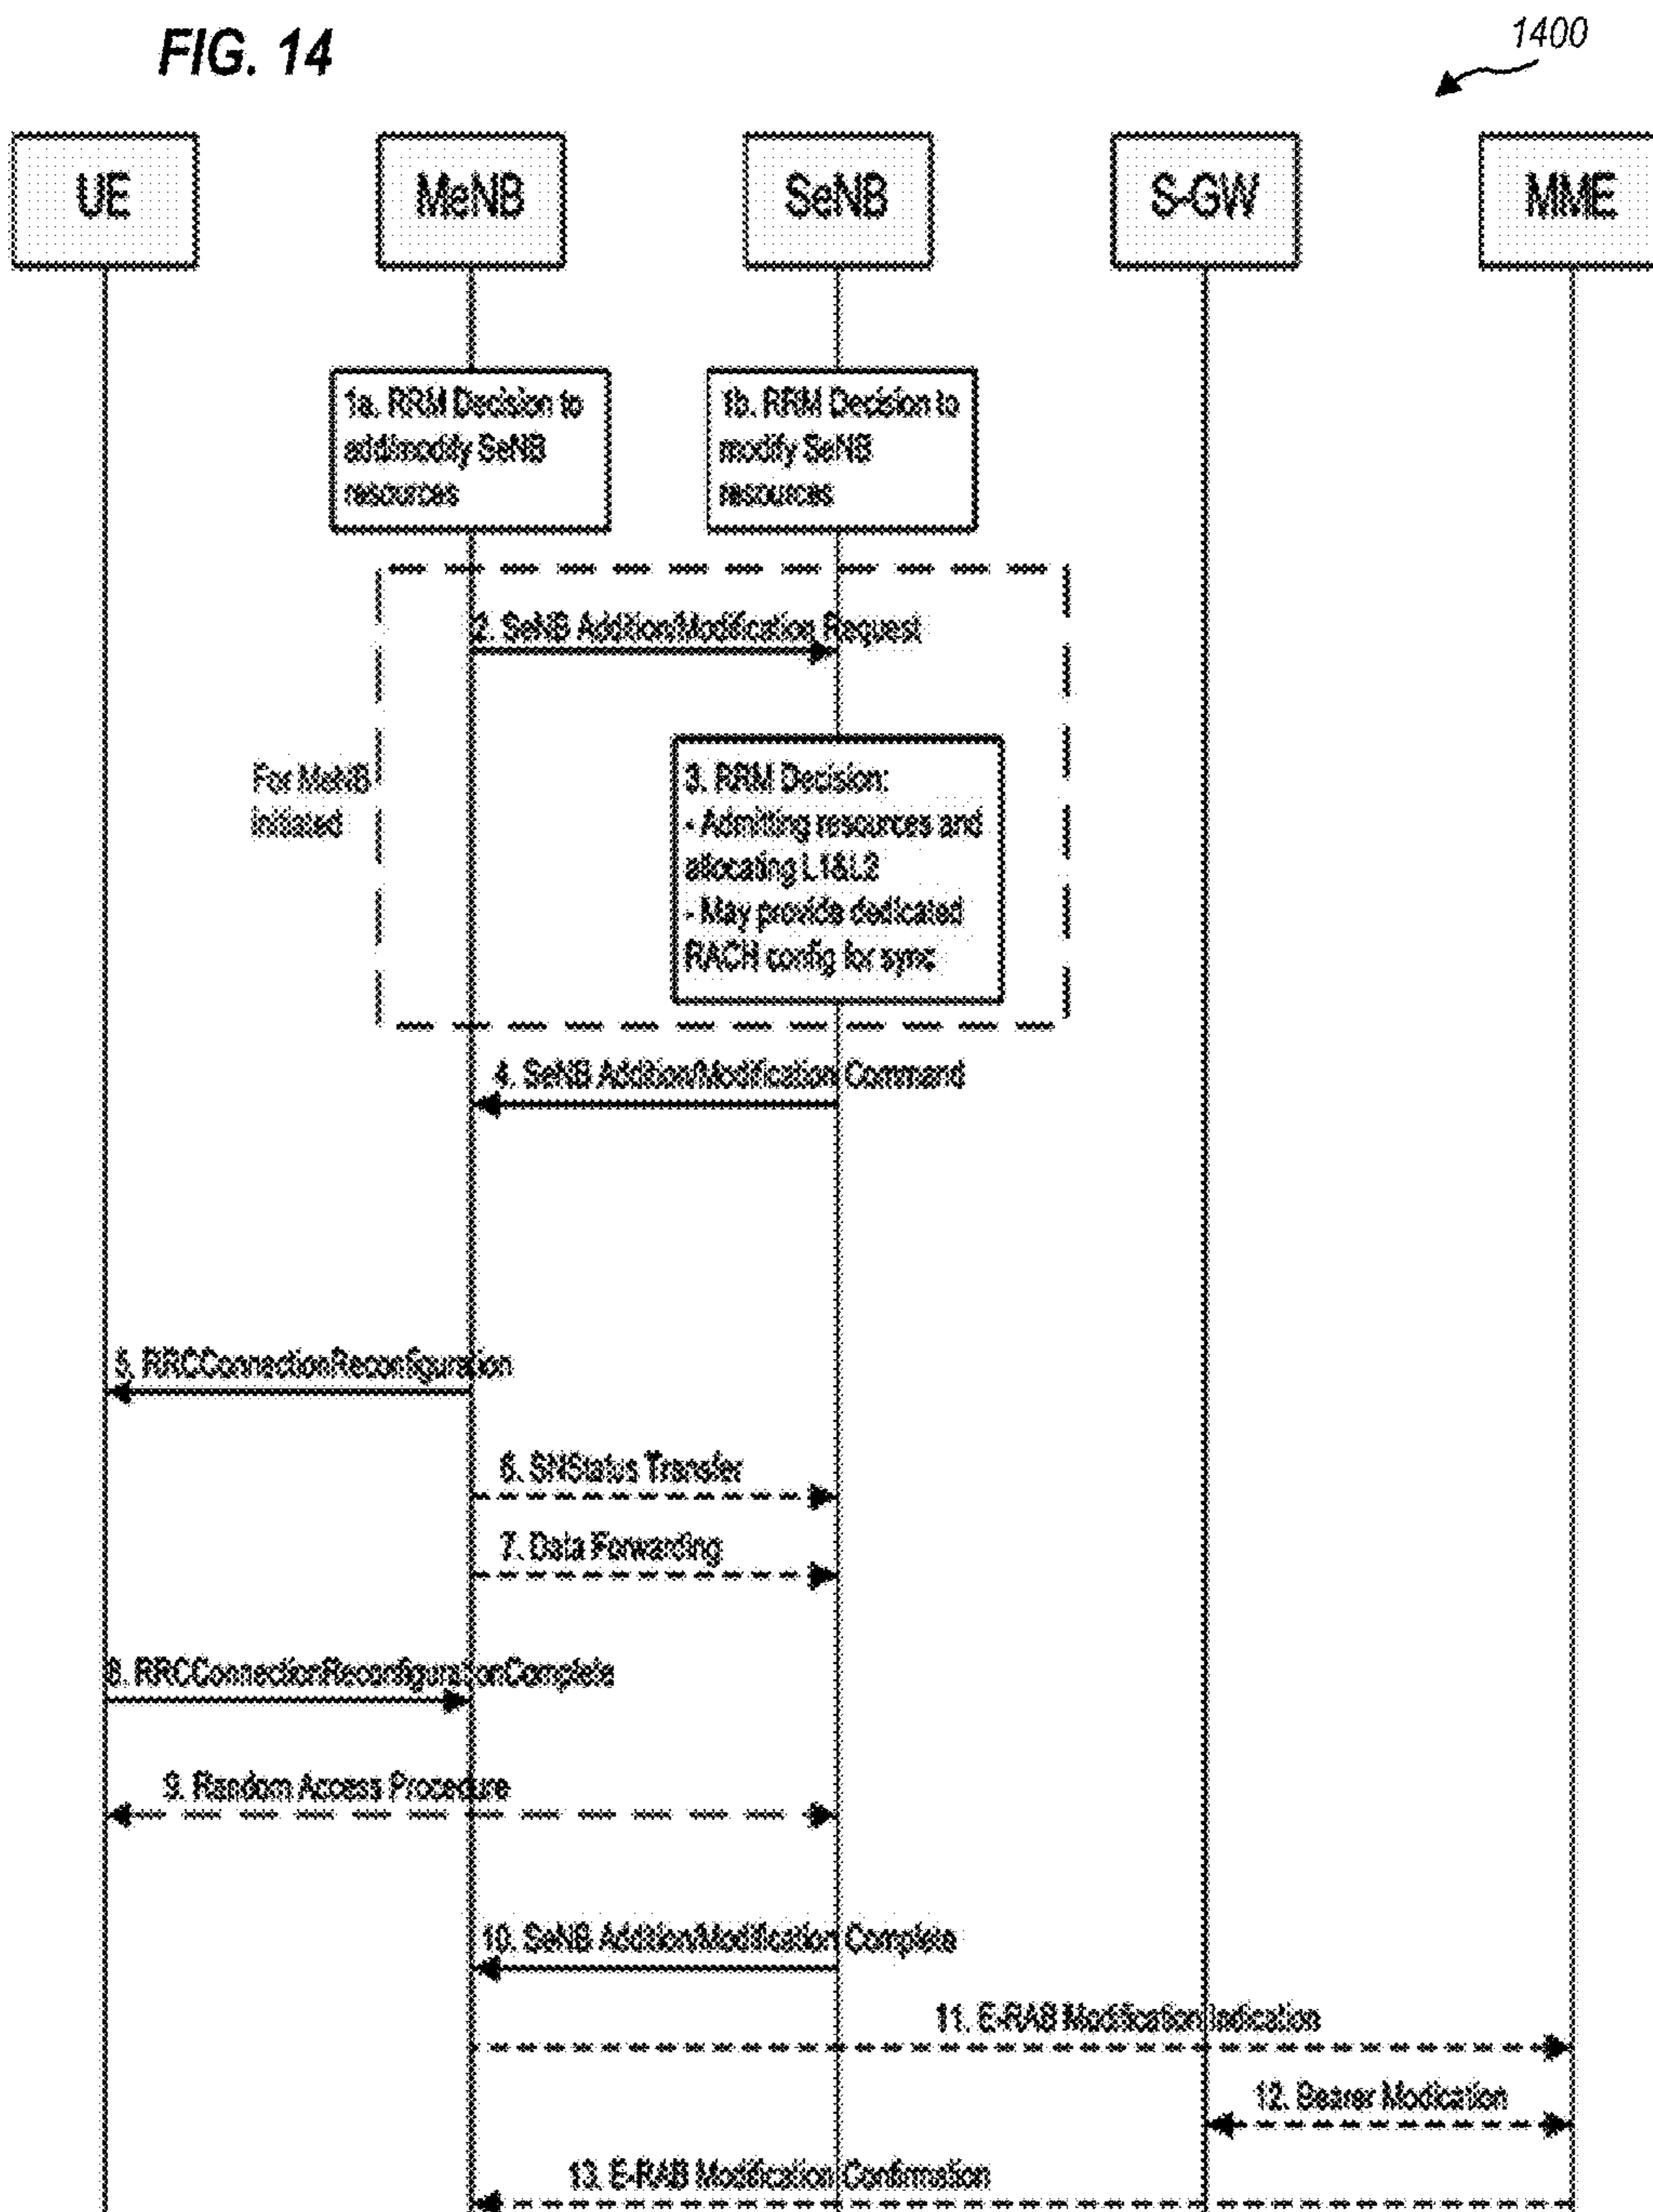 FIG. 14
1400
UE
MeNB
SeNB
S-GW
MME
1a. RRM Decision to
add/modify SeNB
resources
1b. RRM Decision to
modify SeNB
resources
2. SeNB Addition/Modification Request
For MeNB
initiated
3. RRM Decision:
- Admitting resources and
allocating L1&L2
- May provide dedicated
RACH config for sync
4. SeNB Addition/Modification Command
5. RRCConnectionReconfiguration
6. SNStatus Transfer
7. Data Forwarding
8. RRCConnectionReconfigurationComplete
9. Random Access Procedure
10. SeNB Addition/Modification Complete
11. E-RAB Modification Indication
12. Bearer Modication
13. E-RAB Modification Confirmation